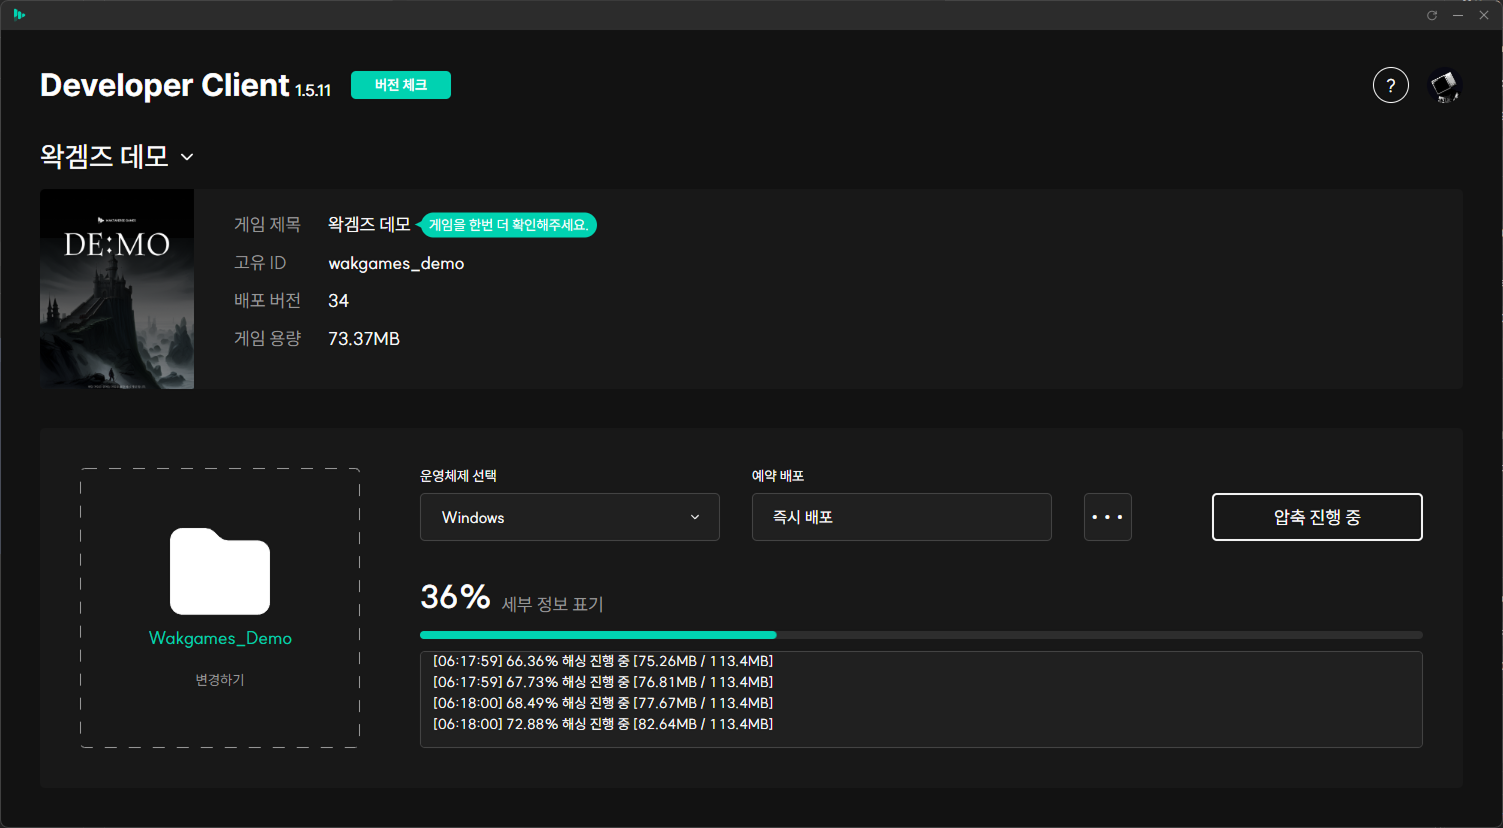 Developer Client 1.5.11
버전 체크
?
왁겜즈 데모
WAKTAVERSE GAMES
DE:MO
게임 제목 왁겜즈 데모 게임을 한번 더 확인해주세요.
고유 ID wakgames_demo
배포 버전 34
게임 용량 73.37MB
Wakgames_Demo
변경하기
운영체제 선택
Windows
예약 배포
즉시 배포
압축 진행 중
36% 세부 정보 표기
[06:17:59] 66.36% 해싱 진행 중 [75.26MB / 113.4MB]
[06:17:59] 67.73% 해싱 진행 중 [76.81MB / 113.4MB]
[06:18:00] 68.49% 해싱 진행 중 [77.67MB / 113.4MB]
[06:18:00] 72.88% 해싱 진행 중 [82.64MB / 113.4MB]